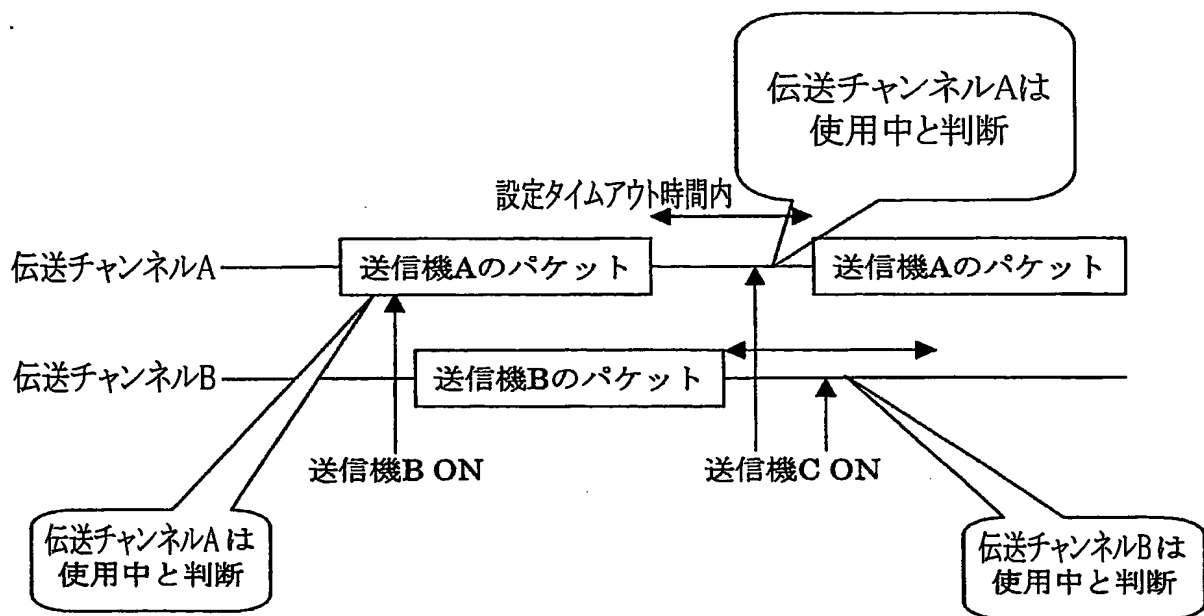 伝送チャンネルAは
使用中と判断
設定タイムアウト時間内
伝送チャンネルA
送信機Aのパケット
送信機Aのパケット
伝送チャンネルB
送信機Bのパケット
送信機B ON
送信機C ON
伝送チャンネルAは
使用中と判断
伝送チャンネルBは
使用中と判断